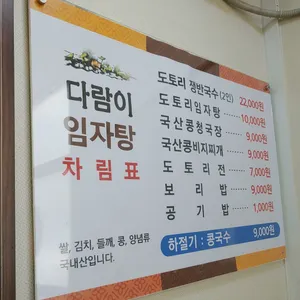 다람이
임자탕
차림표
쌀, 김치, 들깨, 콩, 양념류
국내산입니다.
도토리 쟁반국수(2인) 22,000원
도토리임자탕 10,000원
국산콩청국장 9,000원
국산콩비지찌개 9,000원
도토리전 7,000원
보리밥 9,000원
공기밥 1,000원
하절기 : 콩국수 9,000원